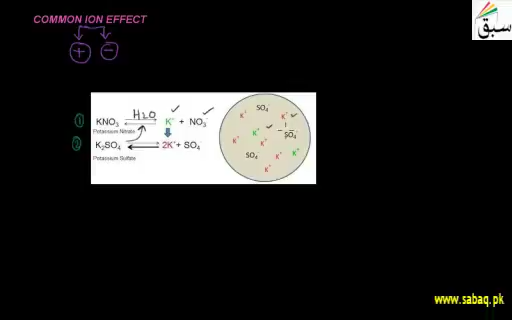 COMMON ION EFFECT
+ -
سبق
① KNO₃ H2O K⁺ + NO₃⁻
Potassium Nitrate
② K₂SO₄ 2K⁺ + SO₄⁻
Potassium Sulfate
SO₄⁻
K⁺ K⁺
K⁺ SO₄⁻
K⁺ K⁺
SO₄⁻ K⁺ K⁺
K⁺
www.sabaq.pk